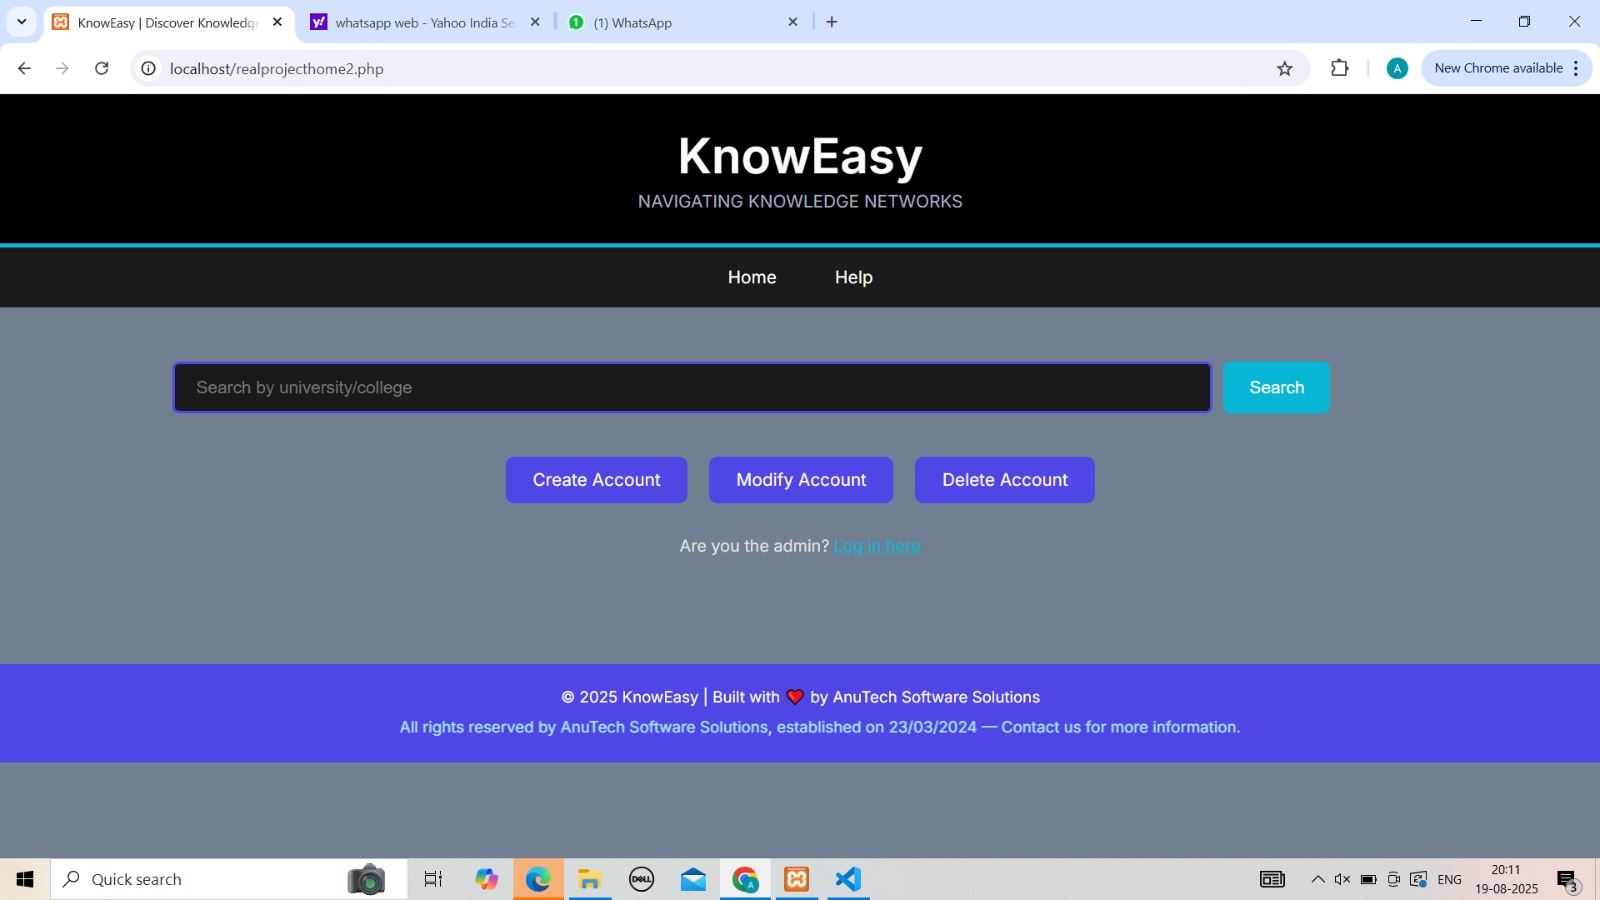 KnowEasy | Discover Knowledge
whatsapp web - Yahoo India Se
(1) WhatsApp
localhost/realprojecthome2.php
A
New Chrome available
KnowEasy
NAVIGATING KNOWLEDGE NETWORKS
Home Help
Search by university/college
Search
Create Account Modify Account Delete Account
Are you the admin? Log in here
© 2025 KnowEasy | Built with ❤️ by AnuTech Software Solutions
All rights reserved by AnuTech Software Solutions, established on 23/03/2024 — Contact us for more information.
Quick search
DELL
ENG
20:11
19-08-2025
3